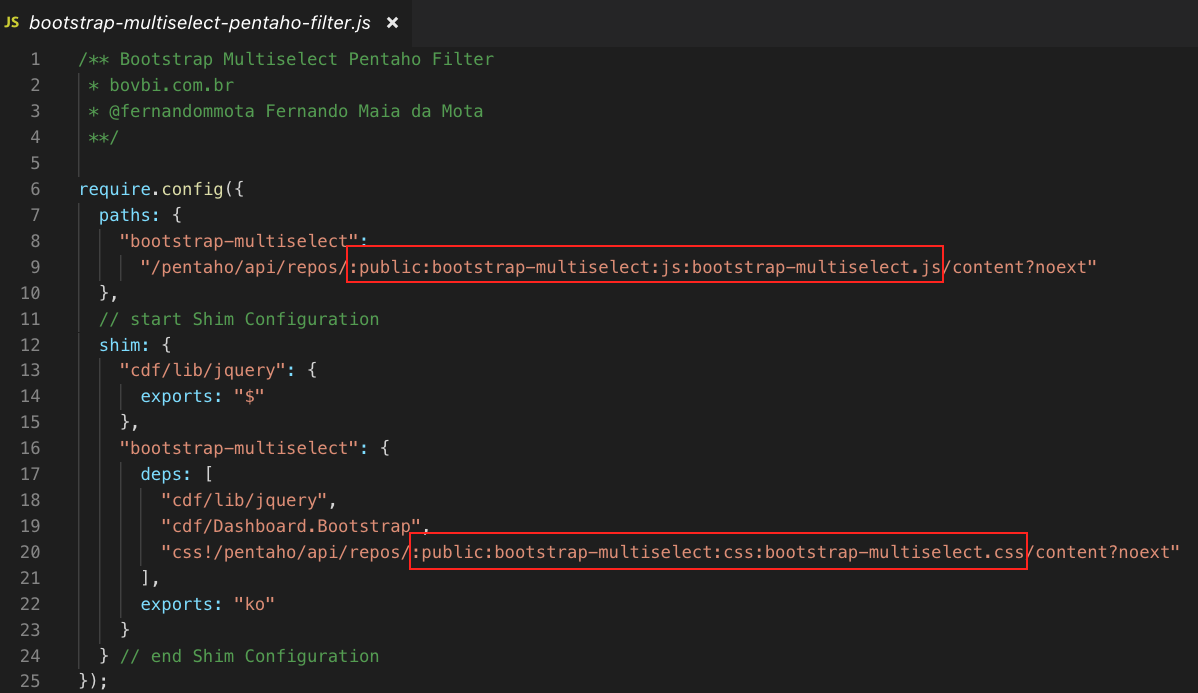 JS bootstrap-multiselect-pentaho-filter.js ×
1 /** Bootstrap Multiselect Pentaho Filter
2 * bovbi.com.br
3 * @fernandommota Fernando Maia da Mota
4 **/
5
6 require.config({
7 paths: {
8 "bootstrap-multiselect":
9 "/pentaho/api/repos/:public:bootstrap-multiselect:js:bootstrap-multiselect.js/content?noext"
10 },
11 // start Shim Configuration
12 shim: {
13 "cdf/lib/jquery": {
14 exports: "$"
15 },
16 "bootstrap-multiselect": {
17 deps: [
18 "cdf/lib/jquery",
19 "cdf/Dashboard.Bootstrap",
20 "css!/pentaho/api/repos/:public:bootstrap-multiselect:css:bootstrap-multiselect.css/content?noext"
21 ],
22 exports: "ko"
23 }
24 } // end Shim Configuration
25 });